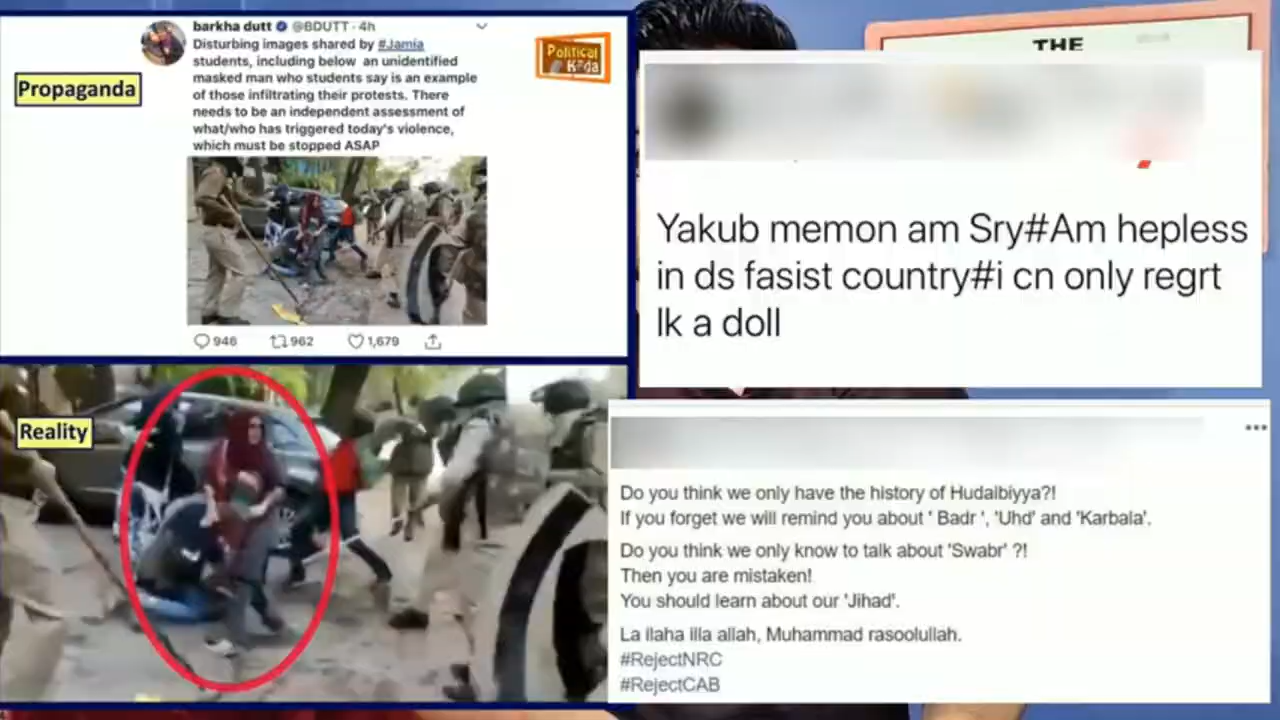 barkha dutt @BDUTT · 4h
Disturbing images shared by #Jamia
students, including below an unidentified
masked man who students say is an example
of those infiltrating their protests. There
needs to be an independent assessment of
what/who has triggered today's violence,
which must be stopped ASAP
946 962 1,679
Propaganda
Political
Kida
Reality
THE
Yakub memon am Sry#Am hepless
in ds fasist country#i cn only regrt
lk a doll
Do you think we only have the history of Hudaibiyya?!
If you forget we will remind you about ' Badr ', 'Uhd' and 'Karbala'.
Do you think we only know to talk about 'Swabr' ?!
Then you are mistaken!
You should learn about our 'Jihad'.
La ilaha illa allah, Muhammad rasoolullah.
#RejectNRC
#RejectCAB